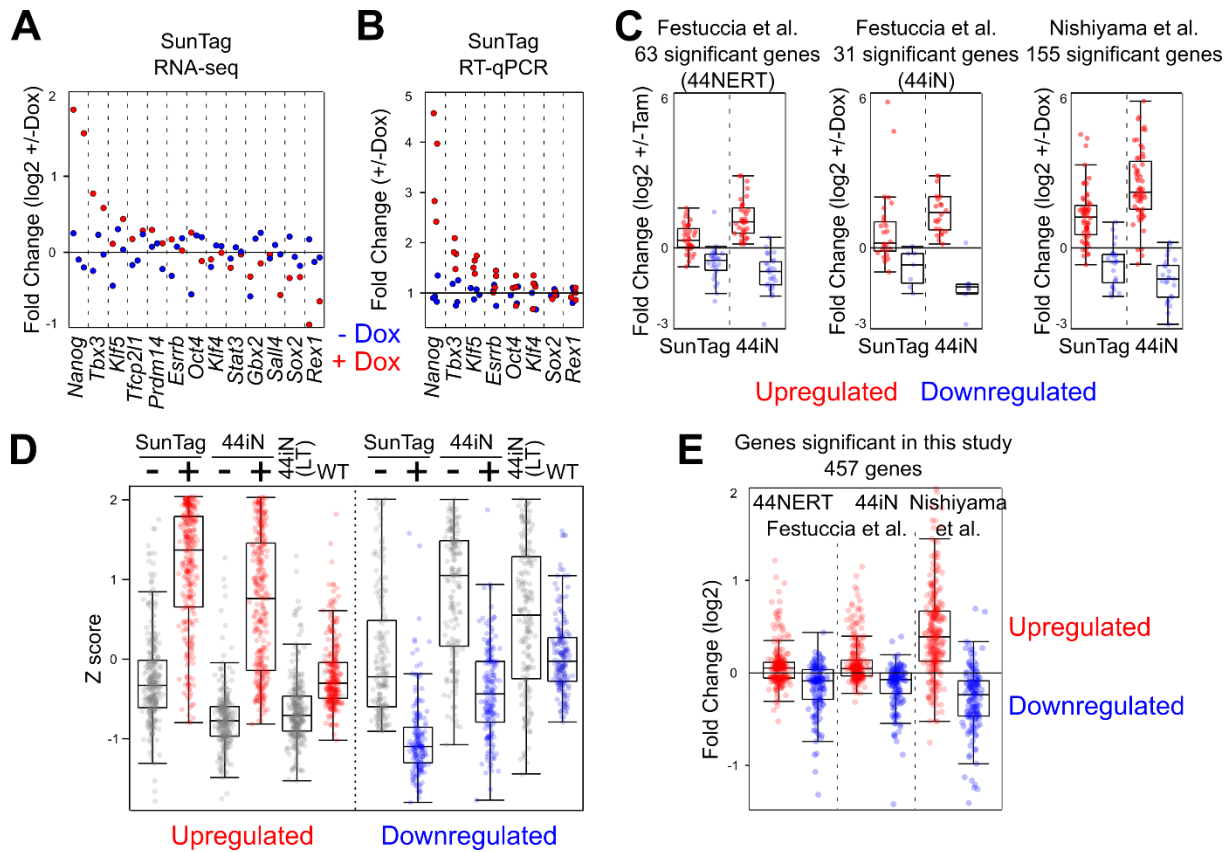 A
SunTag
RNA-seq
Fold Change (log2 +/-Dox)
2
1
0
-1
Nanog
Tbx3
Klf5
Tfcp2l1
Prdm14
Esrrb
Oct4
Klf4
Stat3
Gbx2
Sall4
Sox2
Rex1
- Dox
+ Dox
B
SunTag
RT-qPCR
Fold Change (+/-Dox)
5
4
3
2
1
Nanog
Tbx3
Klf5
Esrrb
Oct4
Klf4
Sox2
Rex1
C
Festuccia et al.
63 significant genes
(44NERT)
Fold Change (log2 +/-Tam)
6
0
-3
SunTag 44iN
Festuccia et al.
31 significant genes
(44iN)
Fold Change (log2 +/-Dox)
6
0
-3
SunTag 44iN
Nishiyama et al.
155 significant genes
Fold Change (log2 +/-Dox)
6
0
-3
SunTag 44iN
Upregulated Downregulated
D
SunTag 44iN 44iN (LT) WT SunTag 44iN 44iN (LT) WT
- + - + - + - +
Z score
2
1
0
-1
Upregulated Downregulated
E
Genes significant in this study
457 genes
44NERT 44iN Nishiyama
Festuccia et al. et al.
Fold Change (log2)
2
1
0
-1
Upregulated
Downregulated